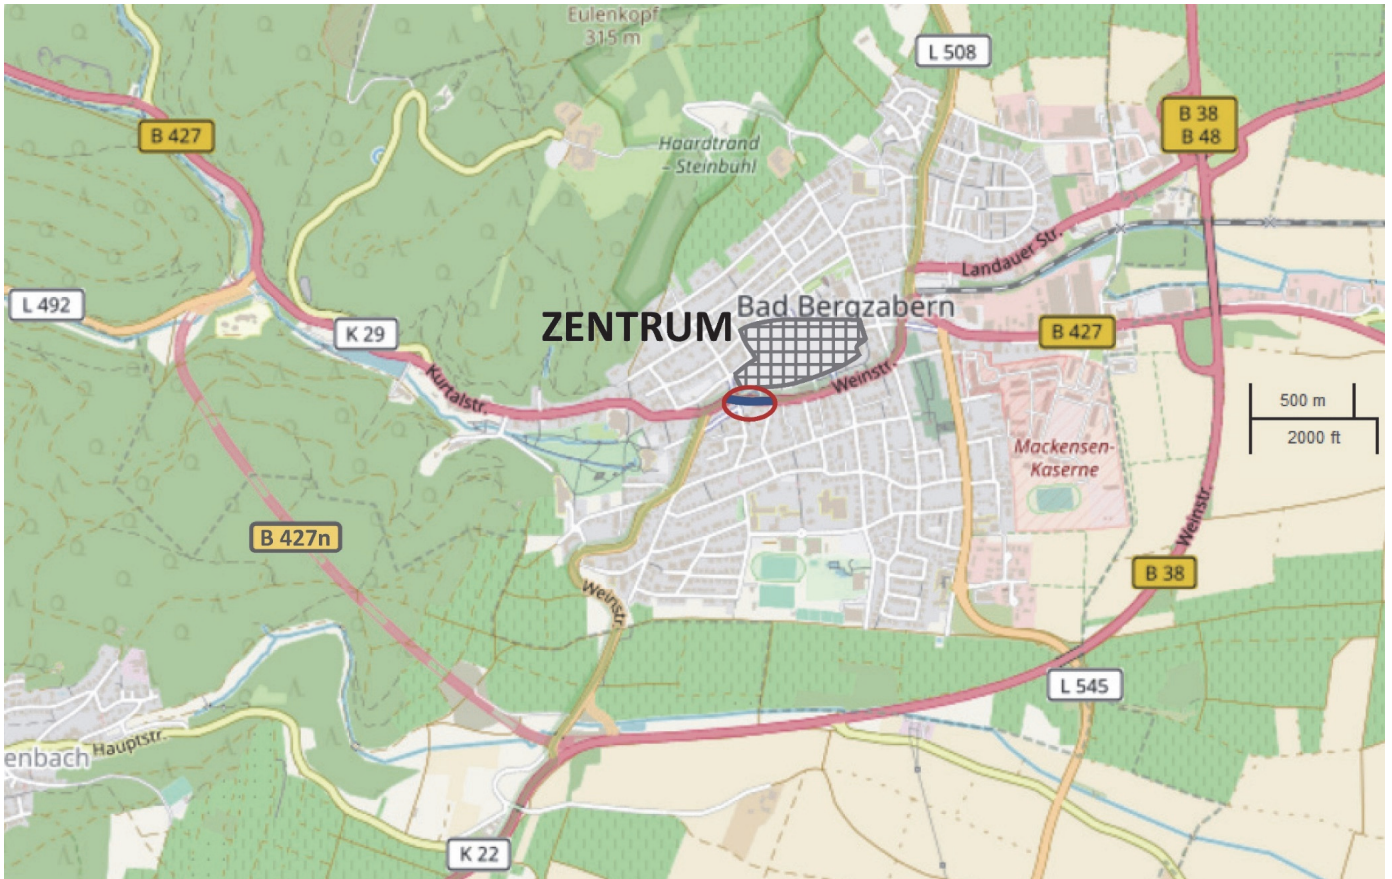 Eulenkopf
315 m
L 508
B 38
B 48
B 427
Haardtrand
– Steinbühl
Landauer Str.
L 492
K 29
ZENTRUM
Bad Bergzabern
B 427
Kurtalstr.
Weinstr.
500 m
2000 ft
Mackensen-
Kaserne
B 427n
Weinstr.
B 38
Weinstr.
L 545
Hauptstr.
enbach
K 22